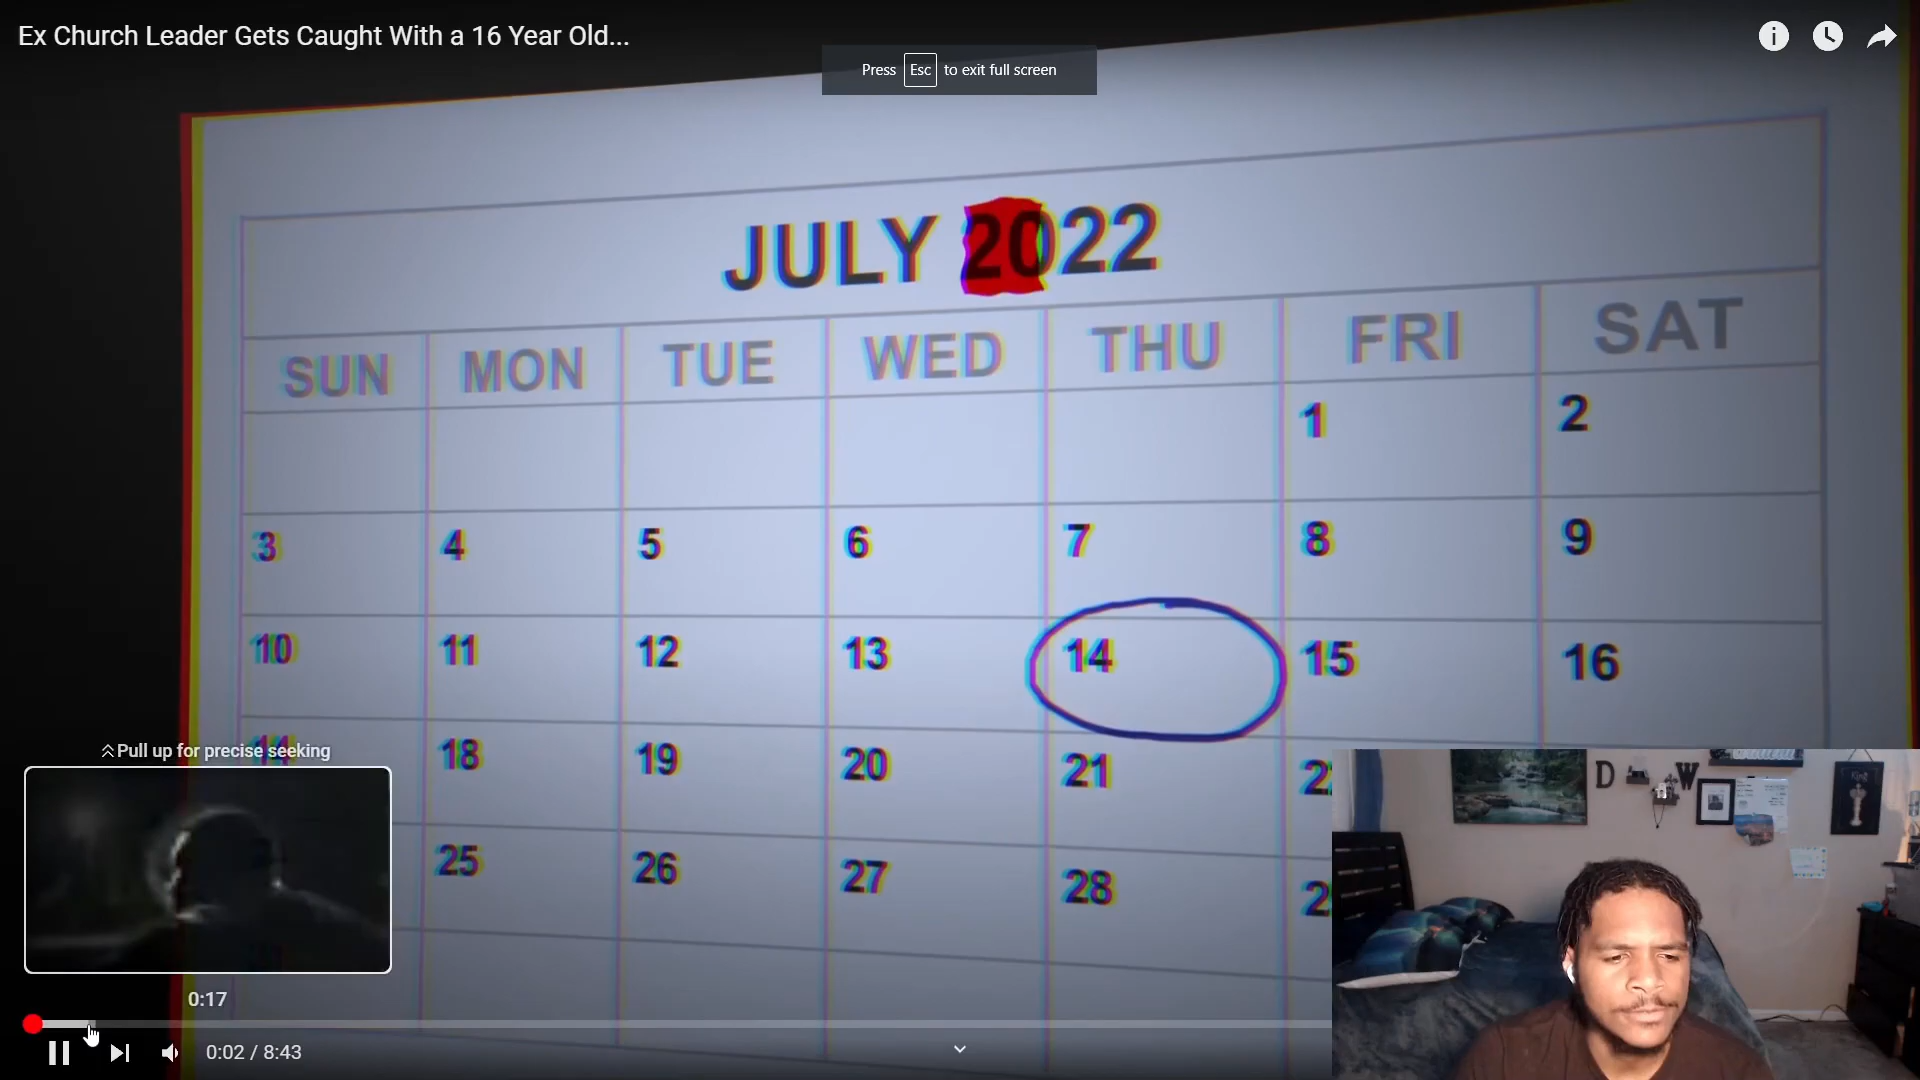 Ex Church Leader Gets Caught With a 16 Year Old...
Press Esc to exit full screen
JULY 2022
SUN MON TUE WED THU FRI SAT
1 2
3 4 5 6 7 8 9
10 11 12 13 14 15 16
Pull up for precise seeking
18 19 20 21
25 26 27 28
D W
King
0:17
0:02 / 8:43